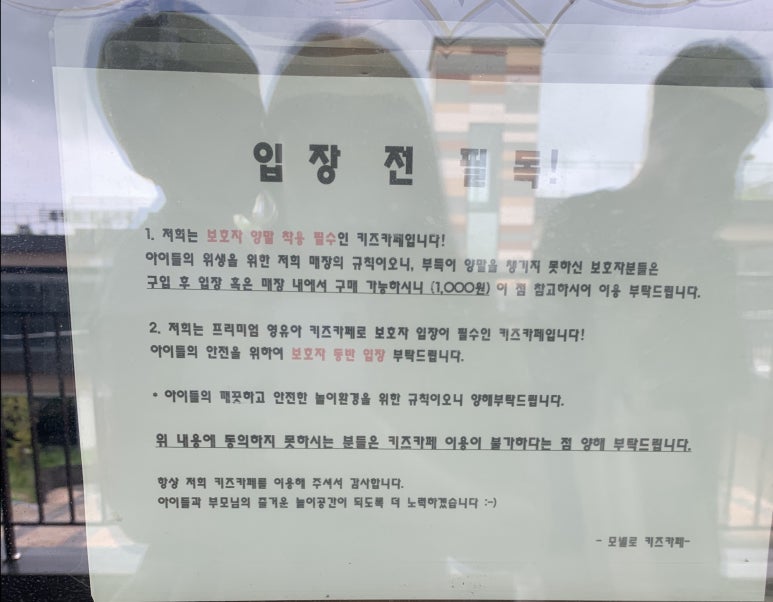 입장 전 필독!
1. 저희는 보호자 양말 착용 필수인 키즈카페입니다!
아이들의 위생을 위한 저희 매장의 규칙이오니, 부득이 양말을 챙기지 못하신 보호자분들은
구입 후 입장 혹은 매장 내에서 구매 가능하시니 (1,000원) 이 점 참고하시어 이용 부탁드립니다.
2. 저희는 프리미엄 영유아 키즈카페로 보호자 입장이 필수인 키즈카페입니다!
아이들의 안전을 위하여 보호자 동반 입장 부탁드립니다.
• 아이들의 깨끗하고 안전한 놀이환경을 위한 규칙이오니 양해부탁드립니다.
위 내용에 동의하지 못하시는 분들은 키즈카페 이용이 불가하다는 점 양해 부탁드립니다.
항상 저희 키즈카페를 이용해 주셔서 감사합니다.
아이들과 부모님의 즐거운 놀이공간이 되도록 더 노력하겠습니다 :-)
- 모넬로 키즈카페-